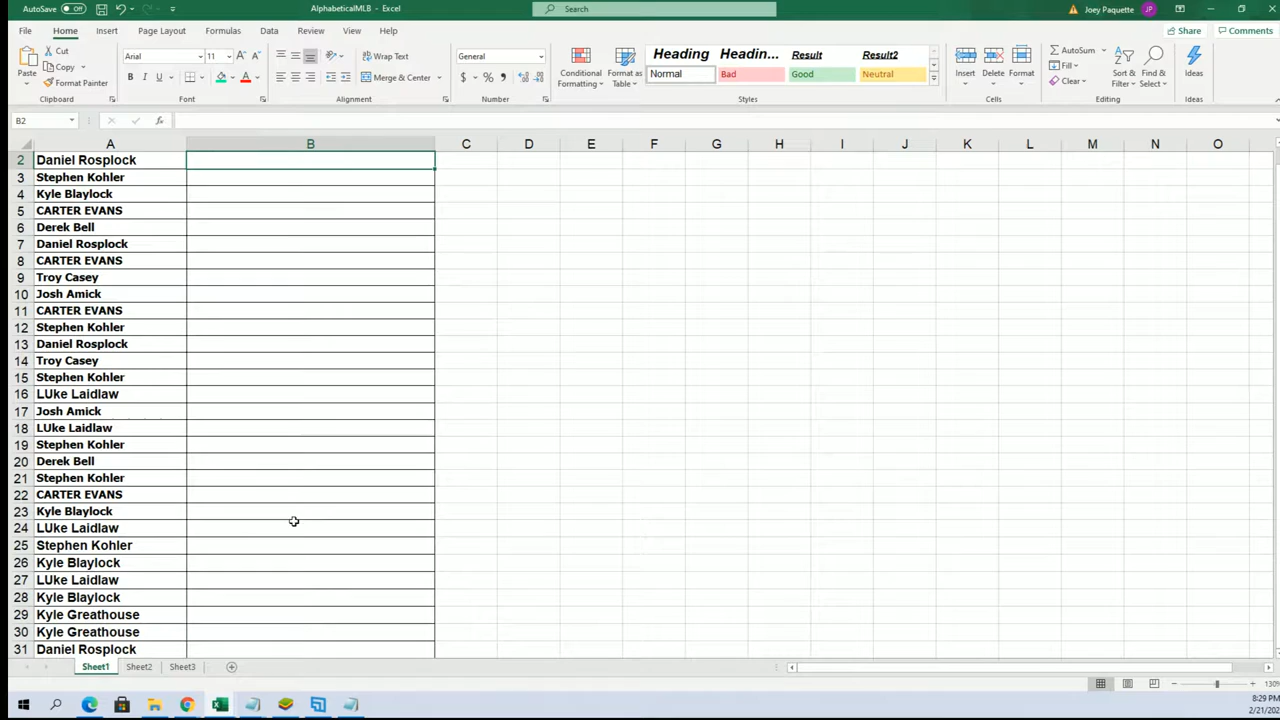 AutoSave Off AlphabeticalMLB - Excel Search Joey Paquette JP
File Home Insert Page Layout Formulas Data Review View Help Share Comments
Cut Arial 11 Wrap Text General Heading Headin... Result Result2 AutoSum
Copy Fill
Paste Format Painter B I U Merge & Center $ % Conditional Formatting Format as Table Normal Bad Good Neutral Insert Delete Format Clear Sort & Filter Find & Select Ideas
Clipboard Font Alignment Number Styles Cells Editing Ideas
B2 fx
A B C D E F G H I J K L M N O
2 Daniel Rosplock
3 Stephen Kohler
4 Kyle Blaylock
5 CARTER EVANS
6 Derek Bell
7 Daniel Rosplock
8 CARTER EVANS
9 Troy Casey
10 Josh Amick
11 CARTER EVANS
12 Stephen Kohler
13 Daniel Rosplock
14 Troy Casey
15 Stephen Kohler
16 LUke Laidlaw
17 Josh Amick
18 LUke Laidlaw
19 Stephen Kohler
20 Derek Bell
21 Stephen Kohler
22 CARTER EVANS
23 Kyle Blaylock
24 LUke Laidlaw
25 Stephen Kohler
26 Kyle Blaylock
27 LUke Laidlaw
28 Kyle Blaylock
29 Kyle Greathouse
30 Kyle Greathouse
31 Daniel Rosplock
Sheet1 Sheet2 Sheet3
130%
8:29 PM